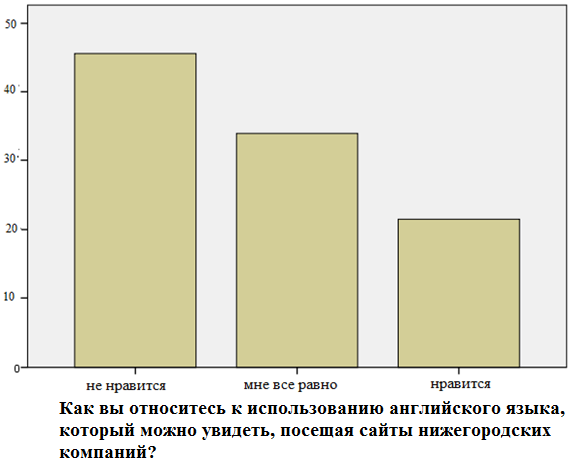 50
40
30
20
10
0
не нравится
мне все равно
нравится
Как вы относитесь к использованию английского языка,
который можно увидеть, посещая сайты нижегородских
компаний?